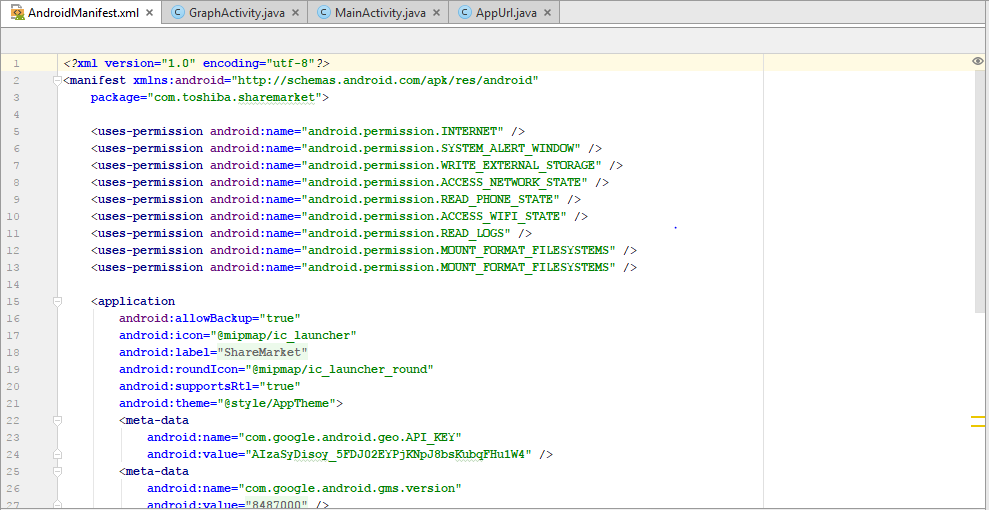 AndroidManifest.xml GraphActivity.java MainActivity.java AppUrl.java
1 <?xml version="1.0" encoding="utf-8"?>
2 <manifest xmlns:android="http://schemas.android.com/apk/res/android"
3 package="com.toshiba.sharemarket">
4
5 <uses-permission android:name="android.permission.INTERNET" />
6 <uses-permission android:name="android.permission.SYSTEM_ALERT_WINDOW" />
7 <uses-permission android:name="android.permission.WRITE_EXTERNAL_STORAGE" />
8 <uses-permission android:name="android.permission.ACCESS_NETWORK_STATE" />
9 <uses-permission android:name="android.permission.READ_PHONE_STATE" />
10 <uses-permission android:name="android.permission.ACCESS_WIFI_STATE" />
11 <uses-permission android:name="android.permission.READ_LOGS" />
12 <uses-permission android:name="android.permission.MOUNT_FORMAT_FILESYSTEMS" />
13 <uses-permission android:name="android.permission.MOUNT_FORMAT_FILESYSTEMS" />
14
15 <application
16 android:allowBackup="true"
17 android:icon="@mipmap/ic_launcher"
18 android:label="ShareMarket"
19 android:roundIcon="@mipmap/ic_launcher_round"
20 android:supportsRtl="true"
21 android:theme="@style/AppTheme">
22 <meta-data
23 android:name="com.google.android.geo.API_KEY"
24 android:value="AIzaSyDisoy_5FDJ02EYPjKNpJ8bsKubqFHu1W4" />
25 <meta-data
26 android:name="com.google.android.gms.version"
27 android:value="8487000" />